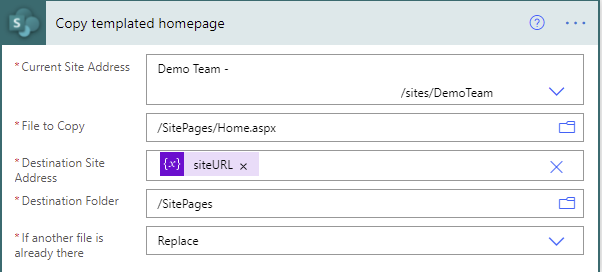 Copy templated homepage
* Current Site Address
Demo Team -
/sites/DemoTeam
* File to Copy
/SitePages/Home.aspx
* Destination Site
Address
{x} siteURL ×
* Destination Folder
/SitePages
* If another file is
already there
Replace